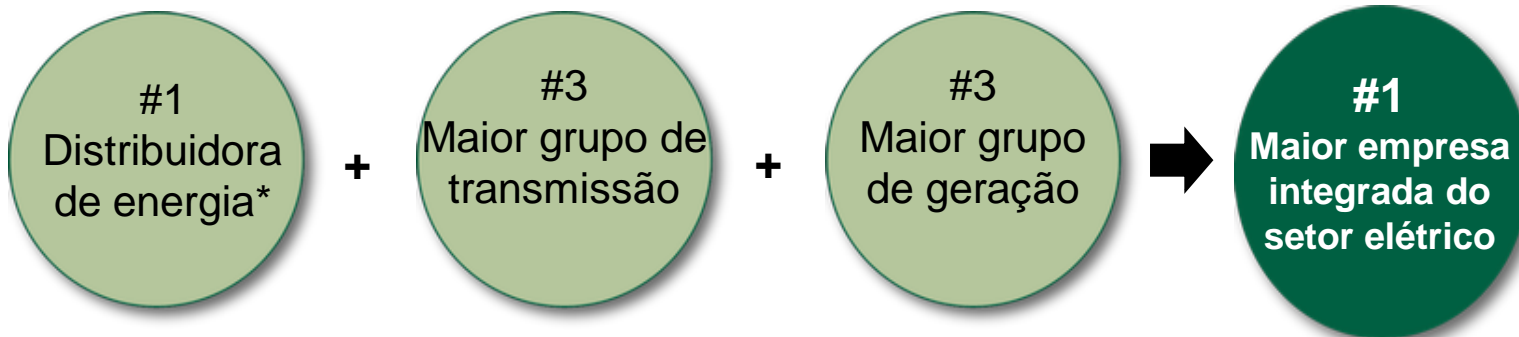 #1
Distribuidora
de energia*
+
#3
Maior grupo de
transmissão
+
#3
Maior grupo
de geração
#1
Maior empresa
integrada do
setor elétrico